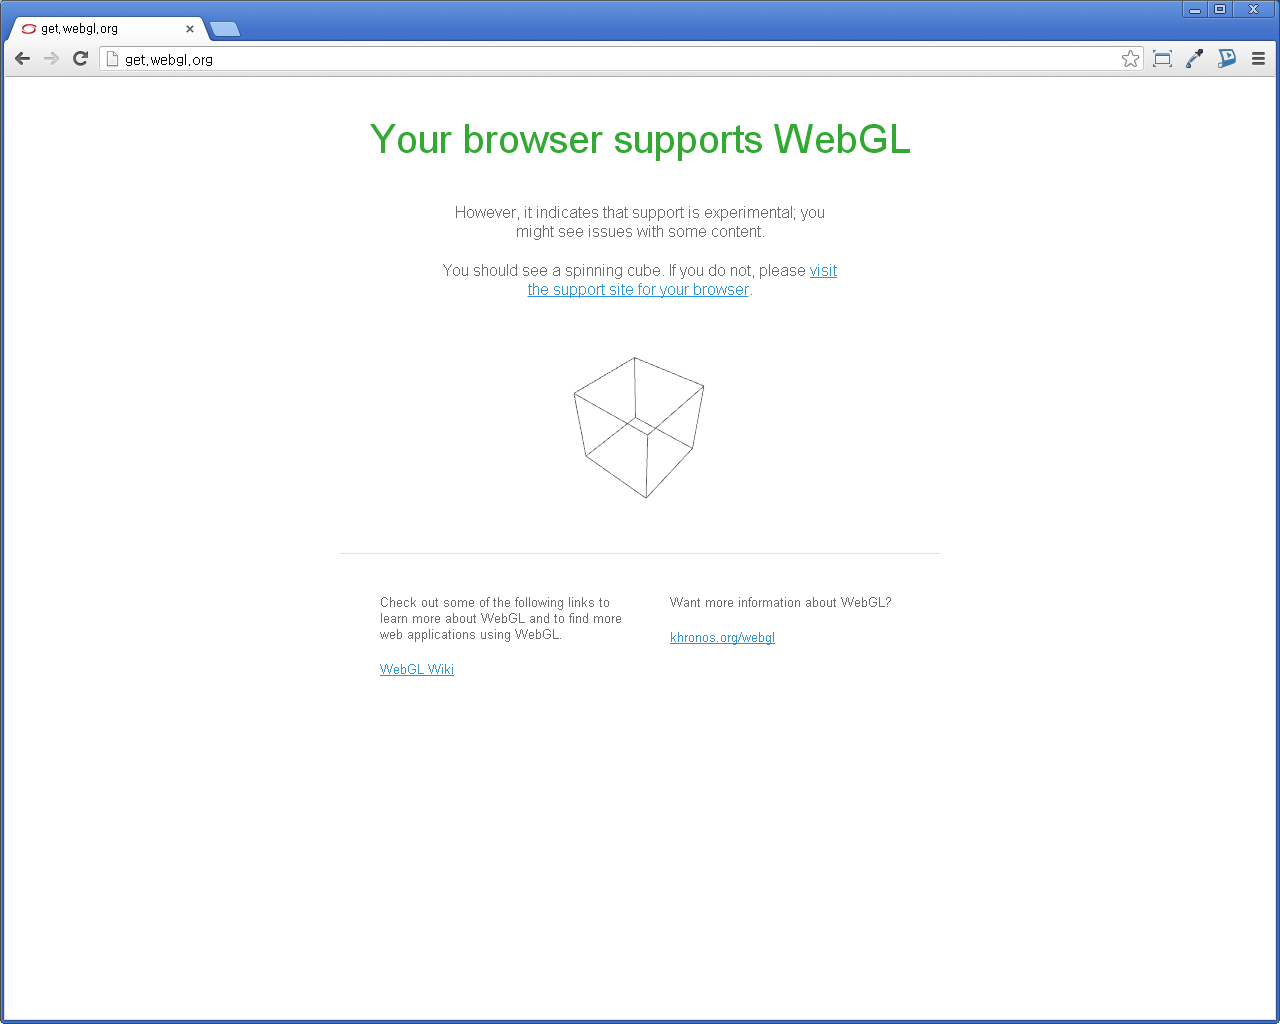 get.webgl.org
get.webgl.org
Your browser supports WebGL
However, it indicates that support is experimental; you
might see issues with some content.
You should see a spinning cube. If you do not, please visit
the support site for your browser.
Check out some of the following links to
learn more about WebGL and to find more
web applications using WebGL.
WebGL Wiki
Want more information about WebGL?
khronos.org/webgl